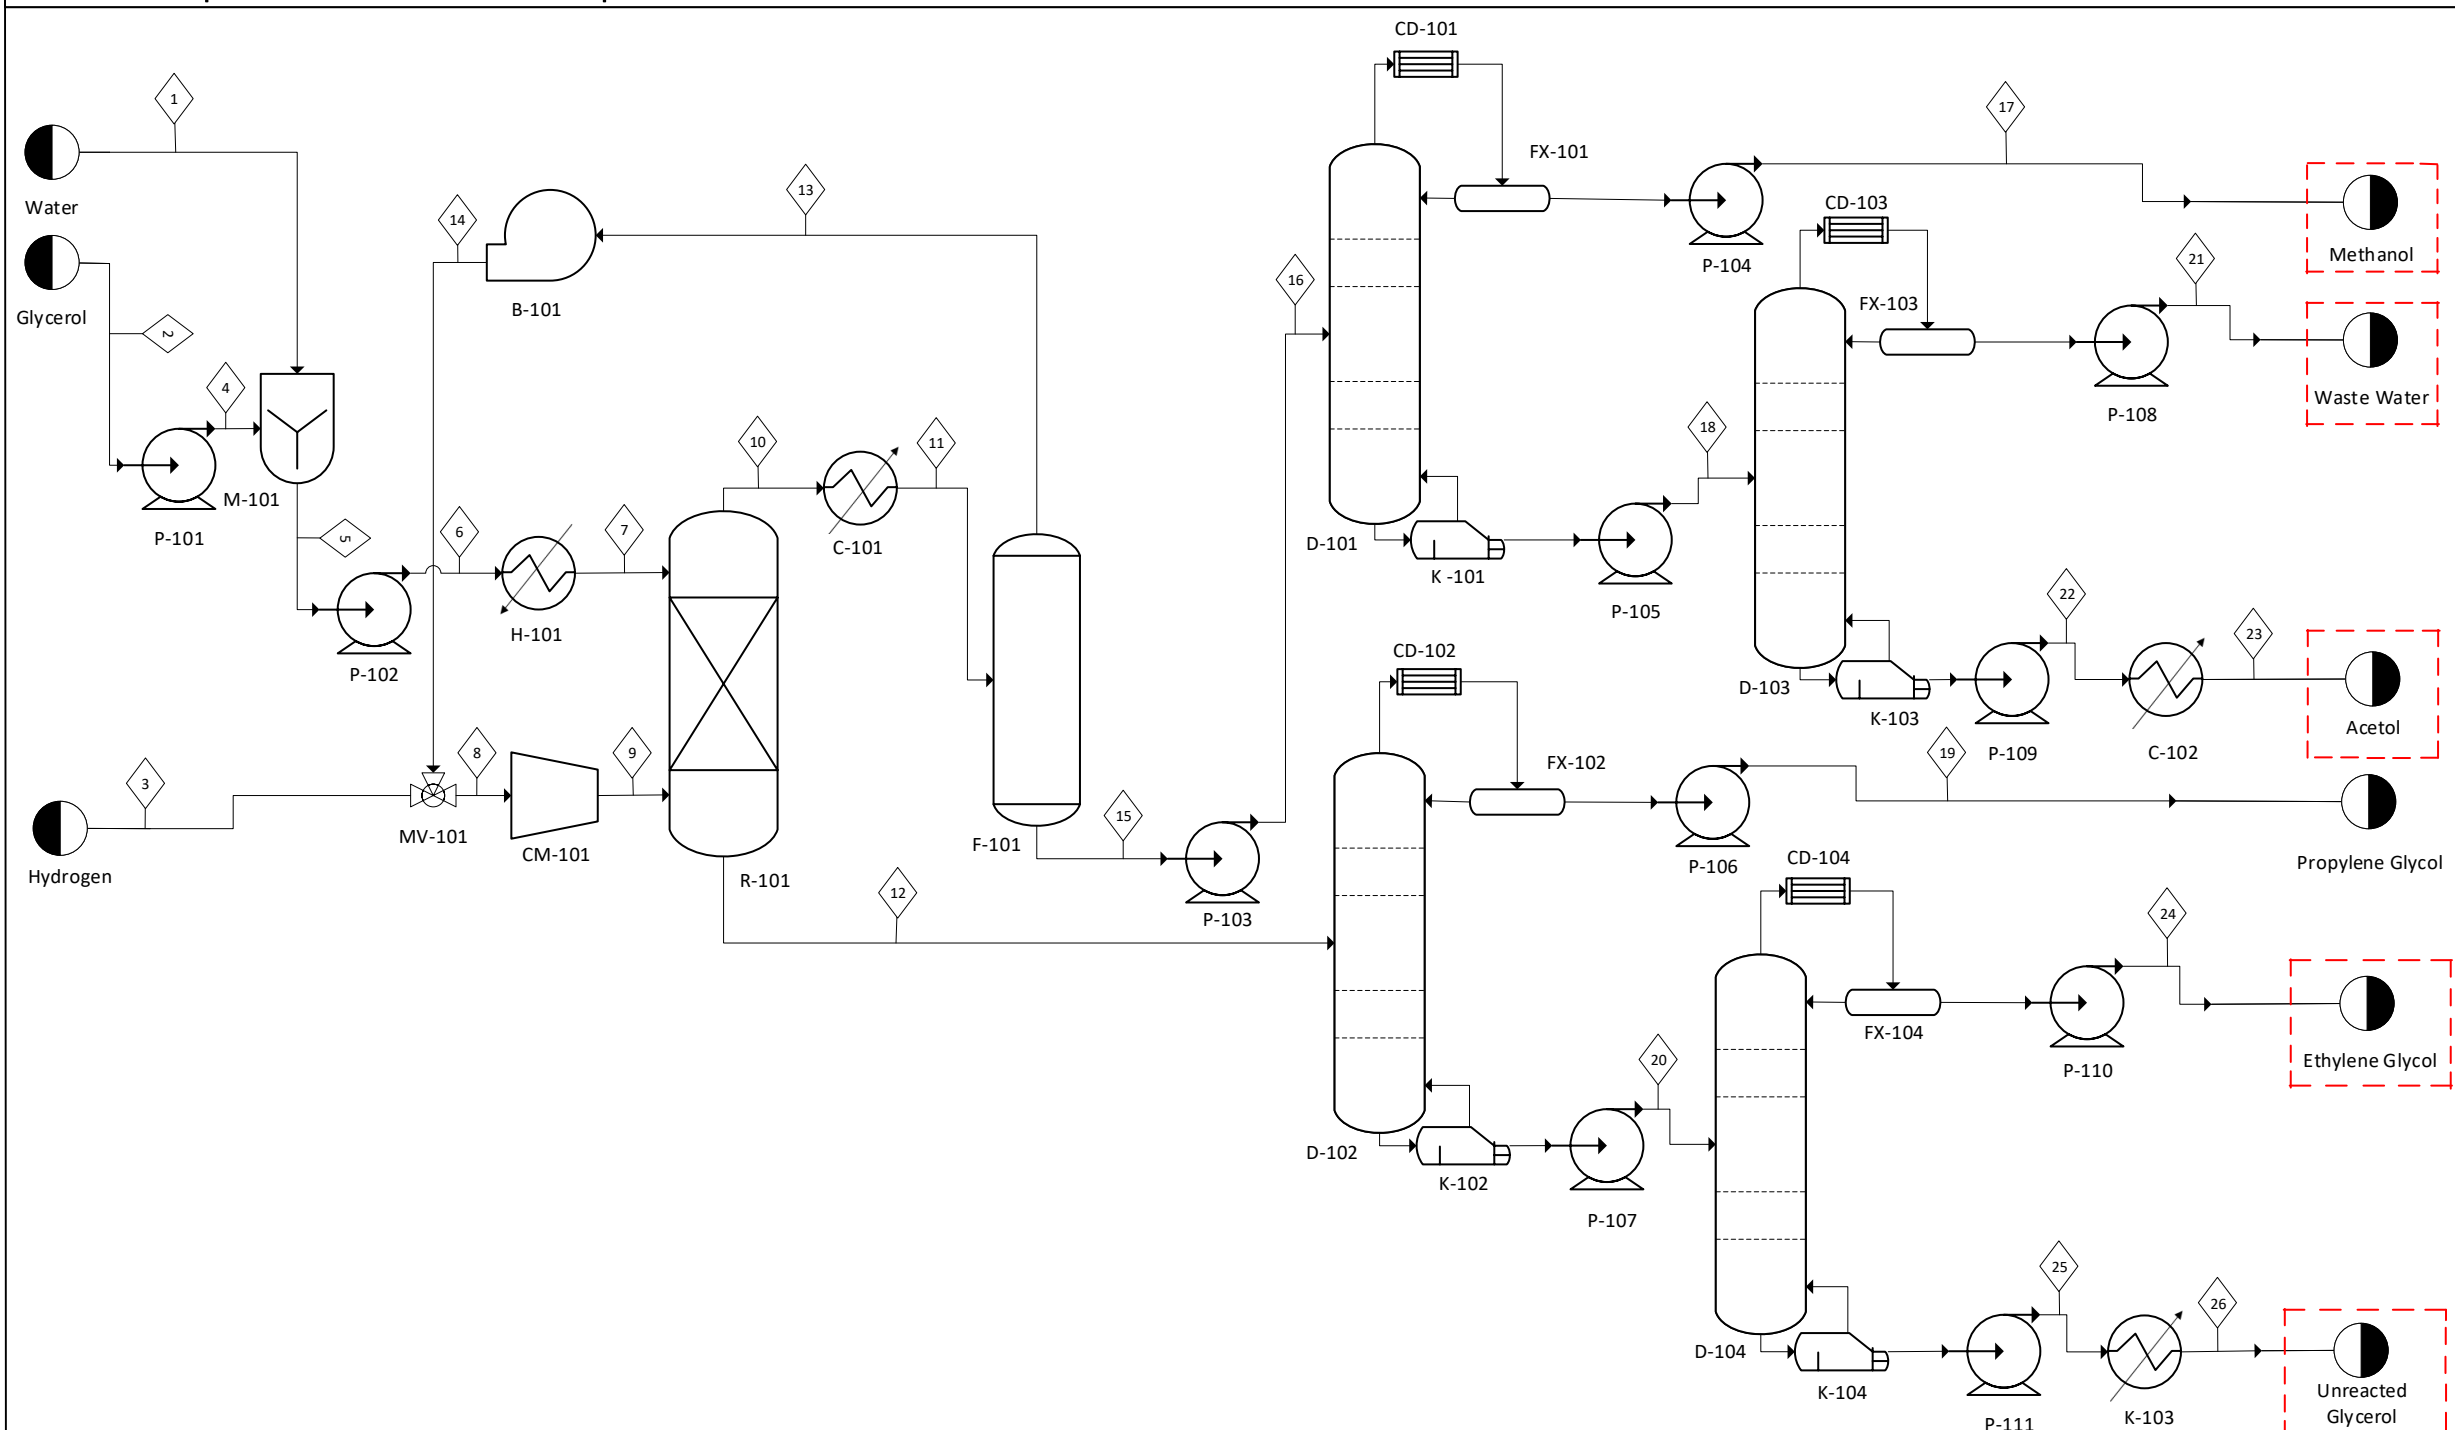 CD-101
1
17
Water
14
13
FX-101
CD-103
P-104
Methanol
Glycerol
B-101
16
21
FX-103
2
4
P-108
Waste Water
M-101
P-101
10
11
18
5
6
7
C-101
D-101
K -101
P-105
H-101
P-102
22
23
CD-102
D-103
K-103
P-109
C-102
Acetol
3
8
9
FX-102
19
MV-101
CM-101
F-101
15
P-106
CD-104
Propylene Glycol
Hydrogen
R-101
12
P-103
24
FX-104
P-110
Ethylene Glycol
20
D-102
K-102
P-107
25
26
D-104
K-104
P-111
K-103
Unreacted
Glycerol